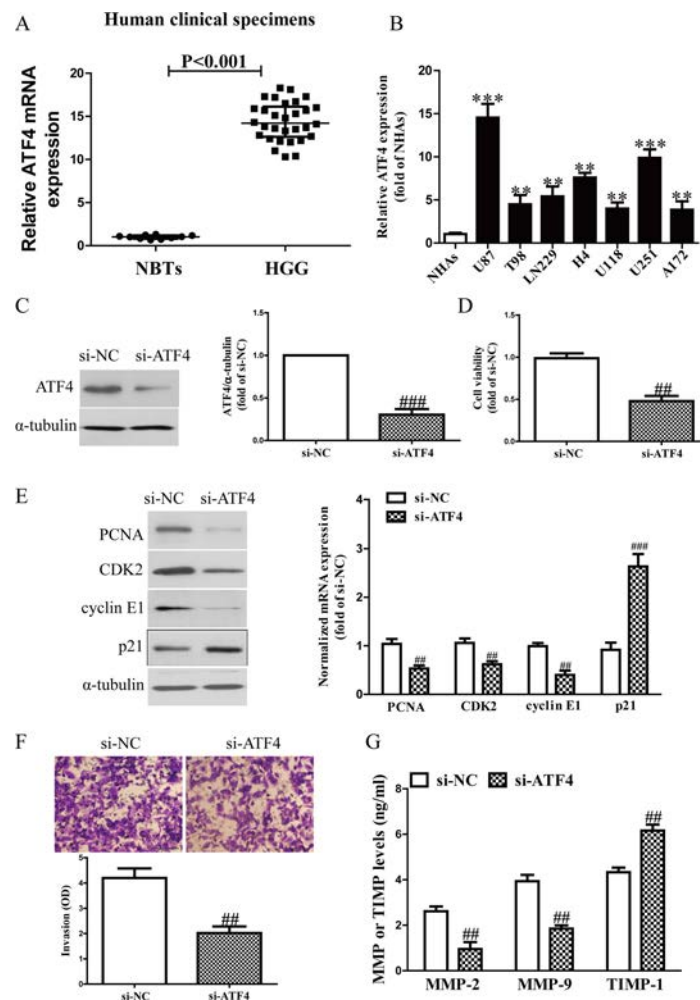 A
Human clinical specimens
P<0.001
Relative ATF4 mRNA
expression
20
15
10
5
0
NBTs
HGG
B
Relative ATF4 expression
(fold of NHAs)
20
15
10
5
0
***
**
**
**
**
***
**
NHAs
U87
T98
LN229
H4
U118
U251
A172
C
si-NC si-ATF4
ATF4
α-tubulin
ATF4/α-tubulin
(fold of si-NC)
1.5
1.0
0.5
0.0
###
si-NC
si-ATF4
D
Cell viability
(fold of si-NC)
1.5
1.0
0.5
0.0
##
si-NC
si-ATF4
E
si-NC si-ATF4
PCNA
CDK2
cyclin E1
p21
α-tubulin
Normalized mRNA expression
(fold of si-NC)
4
3
2
1
0
si-NC
si-ATF4
##
##
##
###
PCNA
CDK2
cyclin E1
p21
F
si-NC
si-ATF4
Invasion (OD)
5
4
3
2
1
0
##
si-NC
si-ATF4
G
MMP or TIMP levels (ng/ml)
8
6
4
2
0
si-NC
si-ATF4
##
##
##
MMP-2
MMP-9
TIMP-1